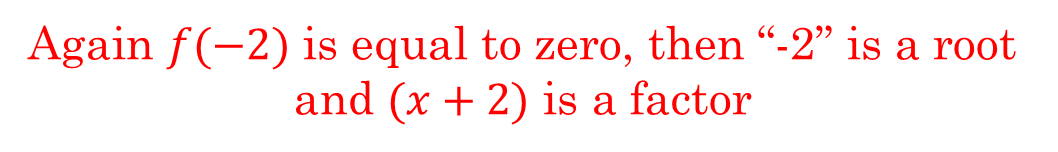 Again 𝑓(−2) is equal to zero, then “-2” is a root
and (𝑥 + 2) is a factor